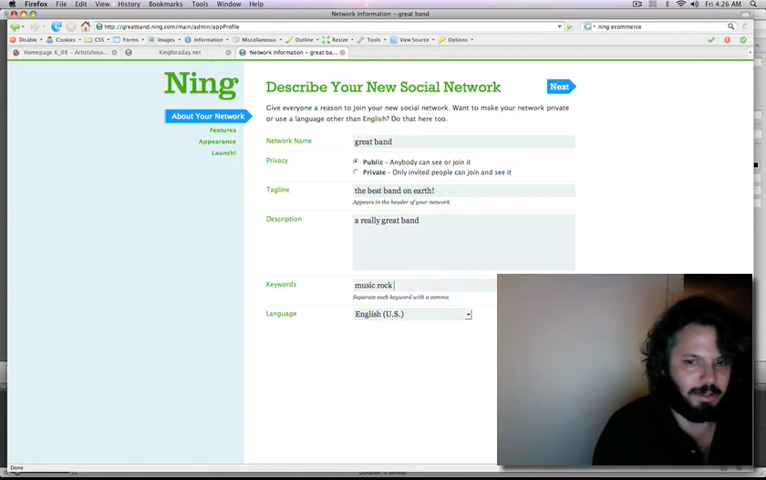 Firefox File Edit View History Bookmarks Tools Window Help Fri 4:26 AM
Network Information – great band
http://greatband.ning.com/main/admin/appProfile ning ecommerce
Disable Cookies CSS Forms Images Information Miscellaneous Outline Resize Tools View Source Options
Homepage 6_08 – Artistshous... Kingforaday.net Network Information – great ba...
Ning
Describe Your New Social Network Next
About Your Network
Features
Appearance
Launch!
Give everyone a reason to join your new social network. Want to make your network private
or use a language other than English? Do that here too.
Network Name great band
Privacy Public - Anybody can see or join it
Private - Only invited people can join and see it
Tagline the best band on earth!
Appears in the header of your network
Description a really great band
Keywords music rock
Separate each keyword with a comma
Language English (U.S.)
Done